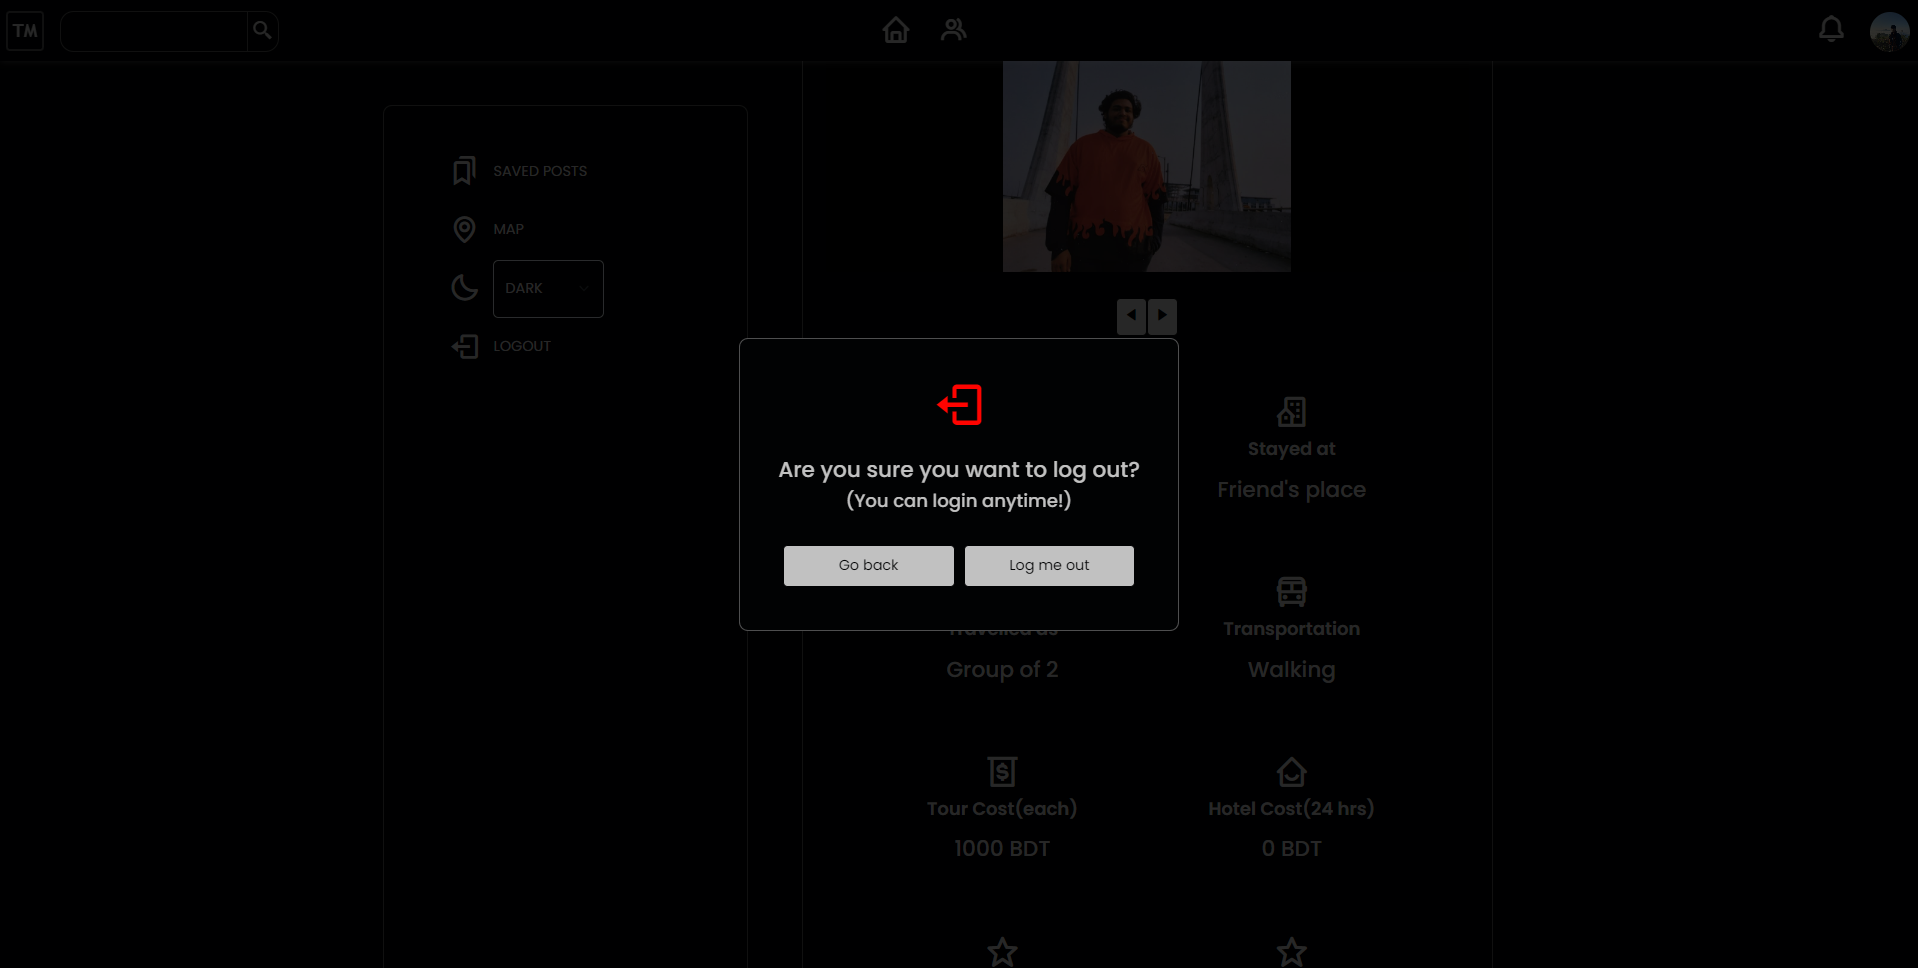 TM
SAVED POSTS
MAP
DARK
LOGOUT
Are you sure you want to log out?
(You can login anytime!)
Go back
Log me out
Stayed at
Friend's place
Travelled as
Group of 2
Transportation
Walking
Tour Cost(each)
1000 BDT
Hotel Cost(24 hrs)
0 BDT